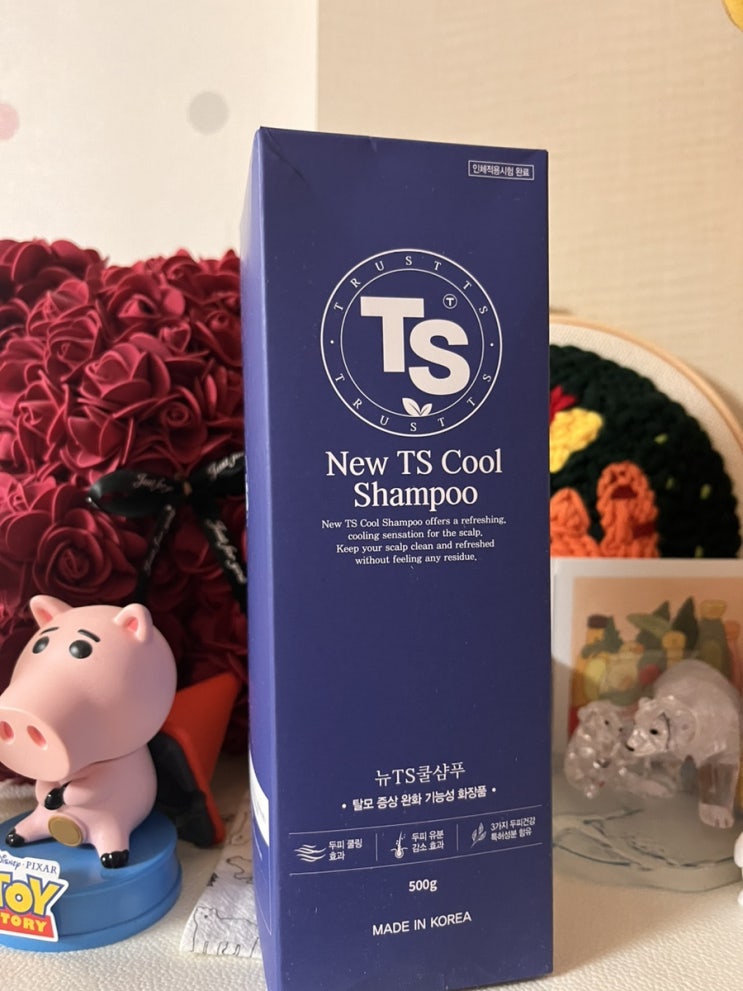 인체적용시험 완료
TRUST TS
T
TS
TRUST TS
New TS Cool
Shampoo
New TS Cool Shampoo offers a refreshing,
cooling sensation for the scalp.
Keep your scalp clean and refreshed
without feeling any residue.
뉴TS쿨샴푸
• 탈모 증상 완화 기능성 화장품 •
두피 쿨링
효과
두피 유분
감소 효과
3가지 두피건강
특허성분 함유
500g
MADE IN KOREA
Disney • PIXAR
TOY
STORY